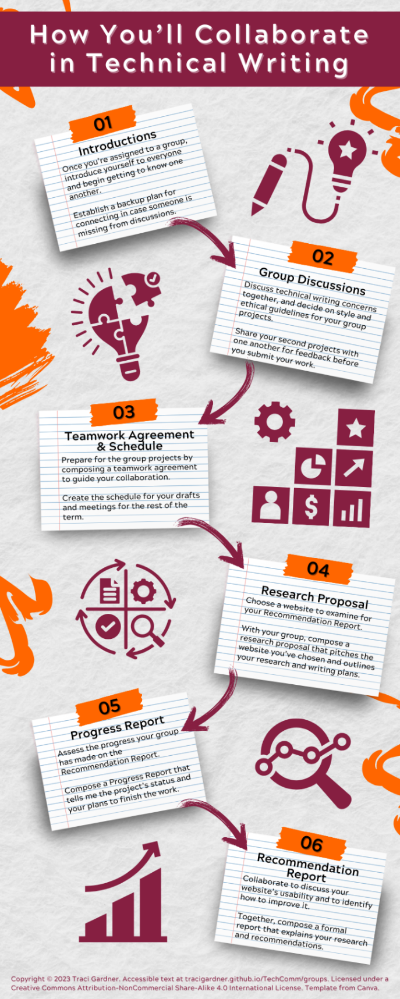 How You'll Collaborate
in Technical Writing
01
Introductions
Once you're assigned to a group,
introduce yourself to everyone
and begin getting to know one
another.
Establish a backup plan for
connecting in case someone is
missing from discussions.
02
Group Discussions
Discuss technical writing concerns
together, and decide on style and
ethical guidelines for your group
projects.
Share your second projects with
one another for feedback before
you submit your work.
03
Teamwork Agreement
& Schedule
Prepare for the group projects by
composing a teamwork agreement
to guide your collaboration.
Create the schedule for your drafts
and meetings for the rest of the
term.
$
04
Research Proposal
Choose a website to examine for
your Recommendation Report.
With your group, compose a
research proposal that pitches the
website you've chosen and outlines
your research and writing plans.
05
Progress Report
Assess the progress your group
has made on the
Recommendation Report.
Compose a Progress Report that
tells me the project's status and
your plans to finish the work.
06
Recommendation
Report
Collaborate to discuss your
website's usability and to identify
how to improve it.
Together, compose a formal
report that explains your research
and recommendations.
Copyright © 2023 Traci Gardner. Accessible text at tracigardner.github.io/TechComm/groups. Licensed under a
Creative Commons Attribution-NonCommercial Share-Alike 4.0 International License. Template from Canva.